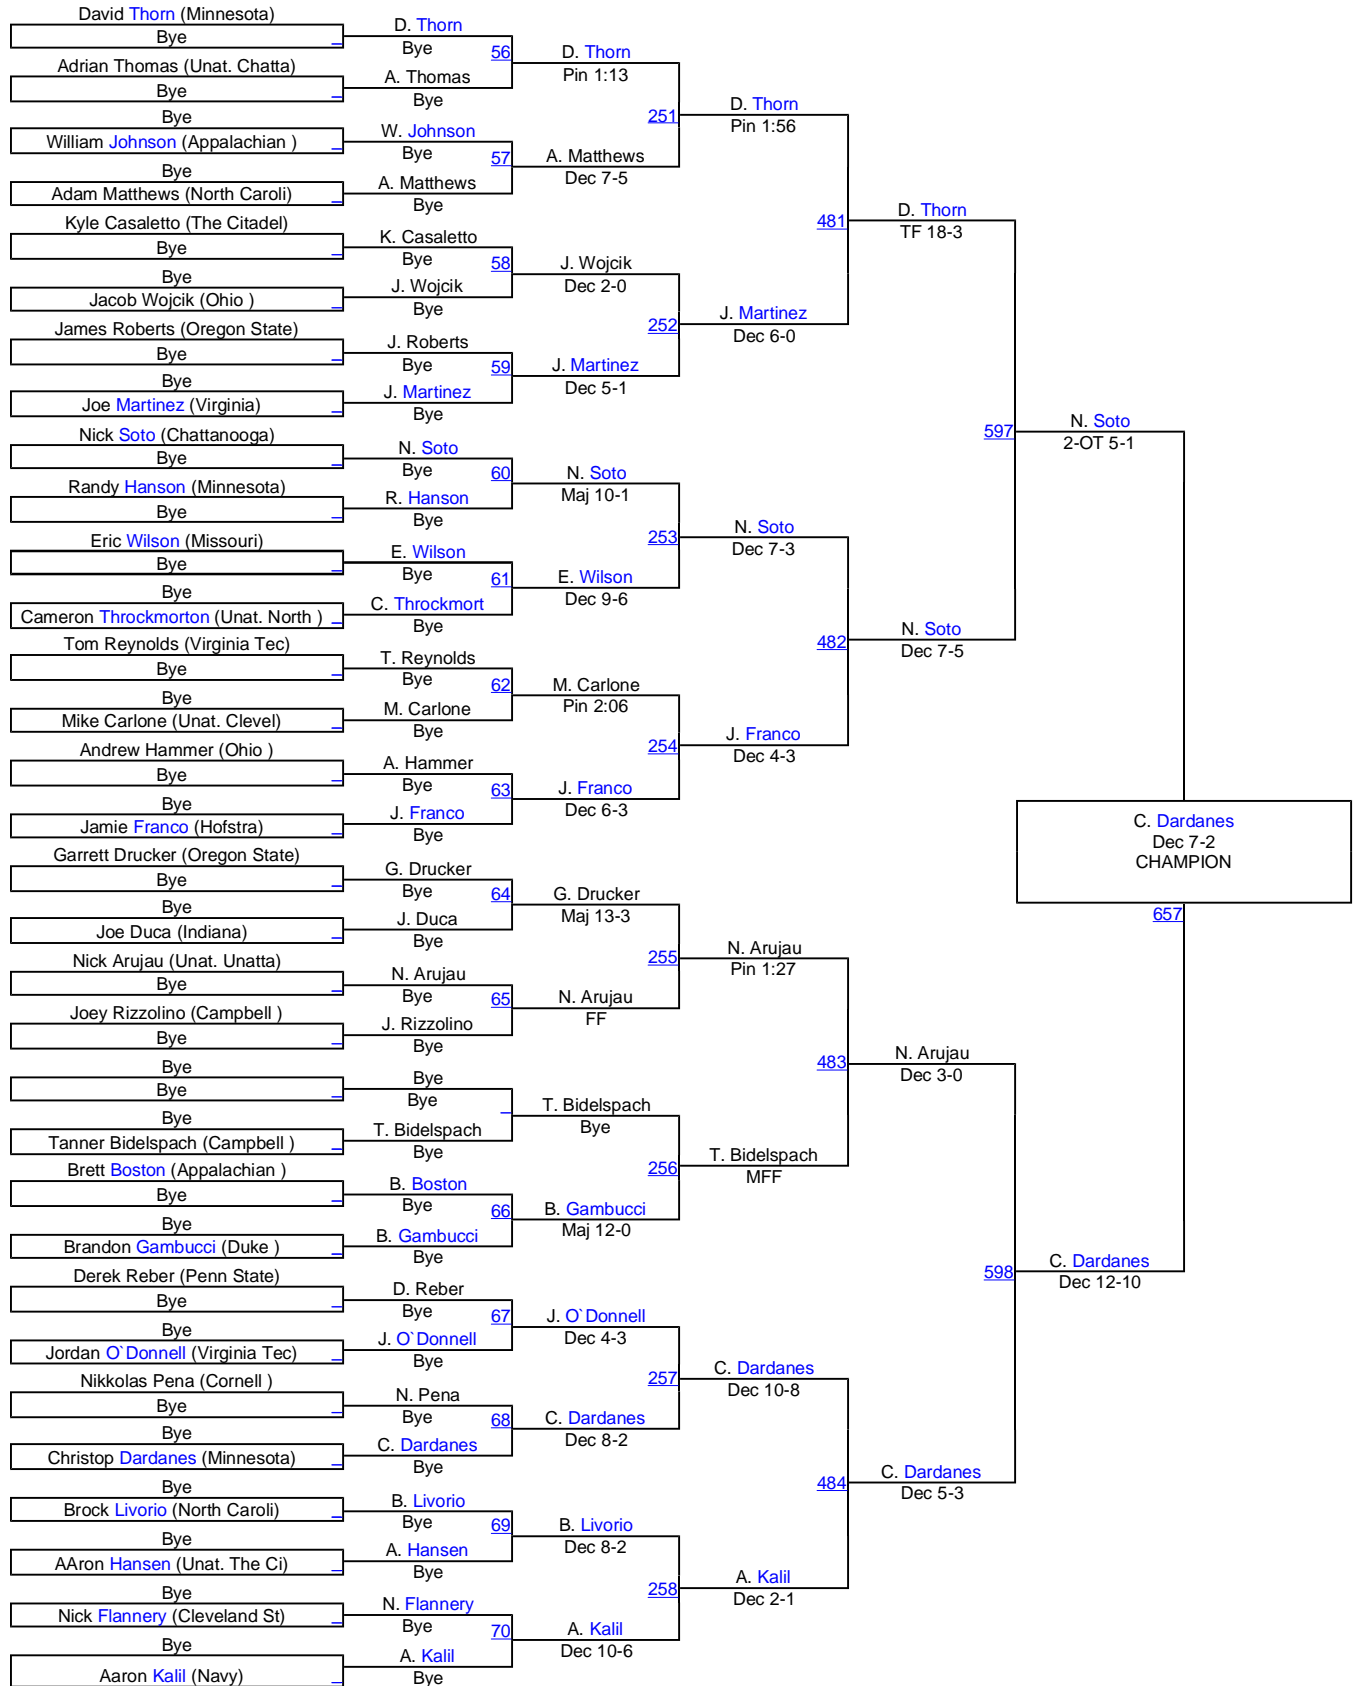 David Thorn (Minnesota)
Bye
Adrian Thomas (Unat. Chatta)
Bye
Bye
William Johnson (Appalachian )
Bye
Adam Matthews (North Caroli)
Kyle Casaletto (The Citadel)
Bye
Bye
Jacob Wojcik (Ohio )
James Roberts (Oregon State)
Bye
Bye
Joe Martinez (Virginia)
Nick Soto (Chattanooga)
Bye
Randy Hanson (Minnesota)
Bye
Eric Wilson (Missouri)
Bye
Bye
Cameron Throckmorton (Unat. North )
Tom Reynolds (Virginia Tec)
Bye
Bye
Mike Carlone (Unat. Clevel)
Andrew Hammer (Ohio )
Bye
Bye
Jamie Franco (Hofstra)
Garrett Drucker (Oregon State)
Bye
Bye
Joe Duca (Indiana)
Nick Arujau (Unat. Unatta)
Bye
Joey Rizzolino (Campbell )
Bye
Bye
Bye
Bye
Tanner Bidelspach (Campbell )
Brett Boston (Appalachian )
Bye
Bye
Brandon Gambucci (Duke )
Derek Reber (Penn State)
Bye
Bye
Jordan O`Donnell (Virginia Tec)
Nikkolas Pena (Cornell )
Bye
Bye
Christop Dardanes (Minnesota)
Bye
Brock Livorio (North Caroli)
Bye
AAron Hansen (Unat. The Ci)
Bye
Nick Flannery (Cleveland St)
Bye
Aaron Kalil (Navy)
D. Thorn
Bye
56
A. Thomas
Bye
W. Johnson
Bye
57
A. Matthews
Bye
K. Casaletto
Bye
58
J. Wojcik
Bye
J. Roberts
Bye
59
J. Martinez
Bye
N. Soto
Bye
60
R. Hanson
Bye
E. Wilson
Bye
61
C. Throckmort
Bye
T. Reynolds
Bye
62
M. Carlone
Bye
A. Hammer
Bye
63
J. Franco
Bye
G. Drucker
Bye
64
J. Duca
Bye
N. Arujau
Bye
65
J. Rizzolino
Bye
Bye
Bye
T. Bidelspach
Bye
B. Boston
Bye
66
B. Gambucci
Bye
D. Reber
Bye
67
J. O`Donnell
Bye
N. Pena
Bye
68
C. Dardanes
Bye
B. Livorio
Bye
69
A. Hansen
Bye
N. Flannery
Bye
70
A. Kalil
Bye
D. Thorn
Pin 1:13
251
A. Matthews
Dec 7-5
J. Wojcik
Dec 2-0
252
J. Martinez
Dec 5-1
N. Soto
Maj 10-1
253
E. Wilson
Dec 9-6
M. Carlone
Pin 2:06
254
J. Franco
Dec 6-3
G. Drucker
Maj 13-3
255
N. Arujau
FF
T. Bidelspach
Bye
256
B. Gambucci
Maj 12-0
J. O`Donnell
Dec 4-3
257
C. Dardanes
Dec 8-2
B. Livorio
Dec 8-2
258
A. Kalil
Dec 10-6
D. Thorn
Pin 1:56
481
J. Martinez
Dec 6-0
N. Soto
Dec 7-3
482
J. Franco
Dec 4-3
N. Arujau
Pin 1:27
483
T. Bidelspach
MFF
C. Dardanes
Dec 10-8
484
A. Kalil
Dec 2-1
D. Thorn
TF 18-3
597
N. Soto
Dec 7-5
N. Arujau
Dec 3-0
598
C. Dardanes
Dec 5-3
N. Soto
2-OT 5-1
C. Dardanes
Dec 12-10
C. Dardanes
Dec 7-2
CHAMPION
657